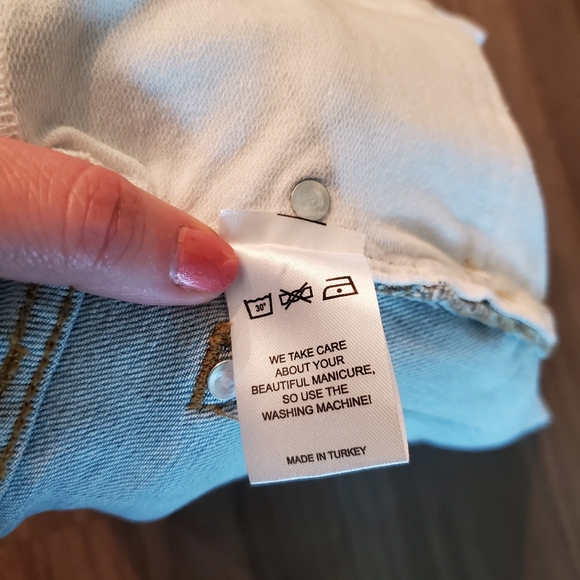 30°
WE TAKE CARE
ABOUT YOUR
BEAUTIFUL MANICURE,
SO USE THE
WASHING MACHINE!
MADE IN TURKEY